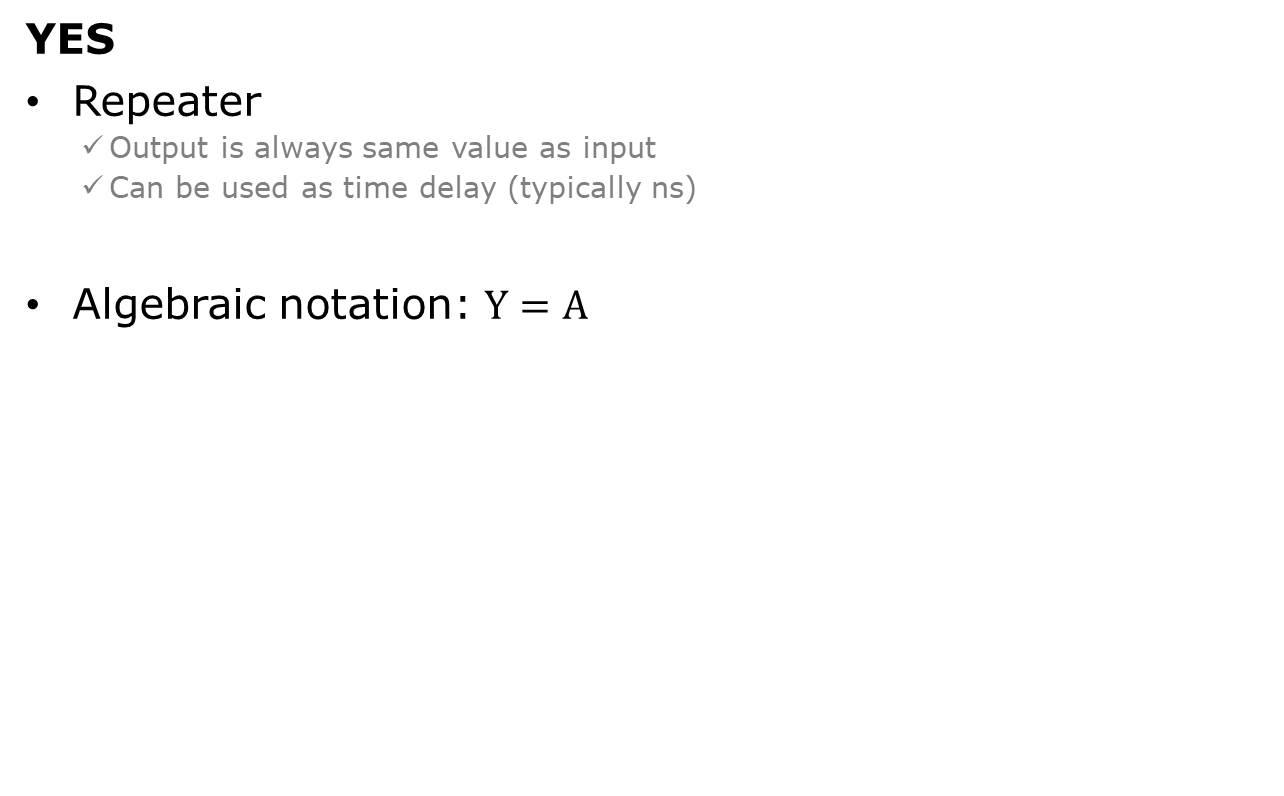 YES
• Repeater
✓ Output is always same value as input
✓ Can be used as time delay (typically ns)
• Algebraic notation: Y = A